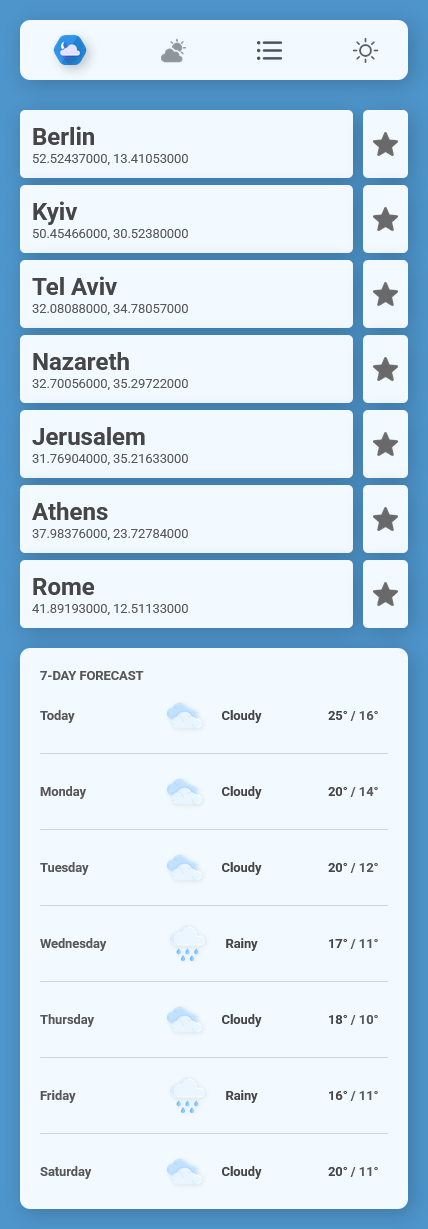 Berlin
52.52437000, 13.41053000
Kyiv
50.45466000, 30.52380000
Tel Aviv
32.08088000, 34.78057000
Nazareth
32.70056000, 35.29722000
Jerusalem
31.76904000, 35.21633000
Athens
37.98376000, 23.72784000
Rome
41.89193000, 12.51133000
7-DAY FORECAST
Today Cloudy 25° / 16°
Monday Cloudy 20° / 14°
Tuesday Cloudy 20° / 12°
Wednesday Rainy 17° / 11°
Thursday Cloudy 18° / 10°
Friday Rainy 16° / 11°
Saturday Cloudy 20° / 11°